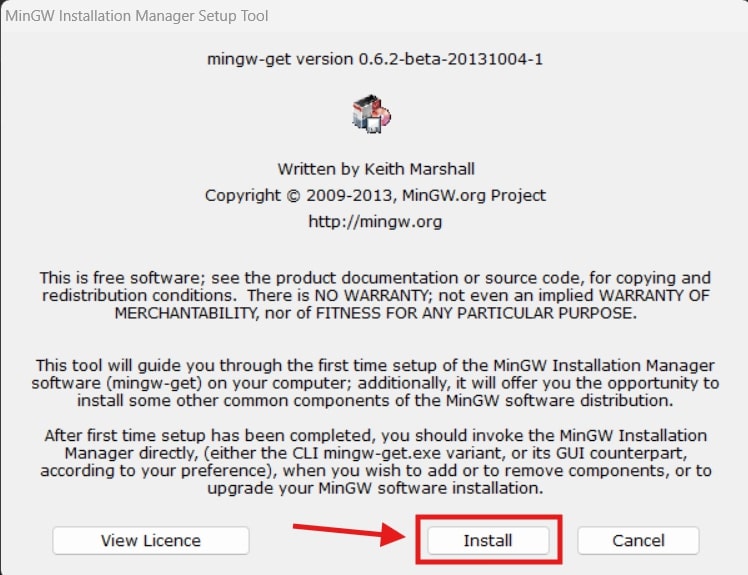 MinGW Installation Manager Setup Tool
mingw-get version 0.6.2-beta-20131004-1
Written by Keith Marshall
Copyright © 2009-2013, MinGW.org Project
http://mingw.org
This is free software; see the product documentation or source code, for copying and
redistribution conditions.  There is NO WARRANTY; not even an implied WARRANTY OF
MERCHANTABILITY, nor of FITNESS FOR ANY PARTICULAR PURPOSE.
This tool will guide you through the first time setup of the MinGW Installation Manager
software (mingw-get) on your computer; additionally, it will offer you the opportunity to
install some other common components of the MinGW software distribution.
After first time setup has been completed, you should invoke the MinGW Installation
Manager directly, (either the CLI mingw-get.exe variant, or its GUI counterpart,
according to your preference), when you wish to add or to remove components, or to
upgrade your MinGW software installation.
View Licence
Install
Cancel